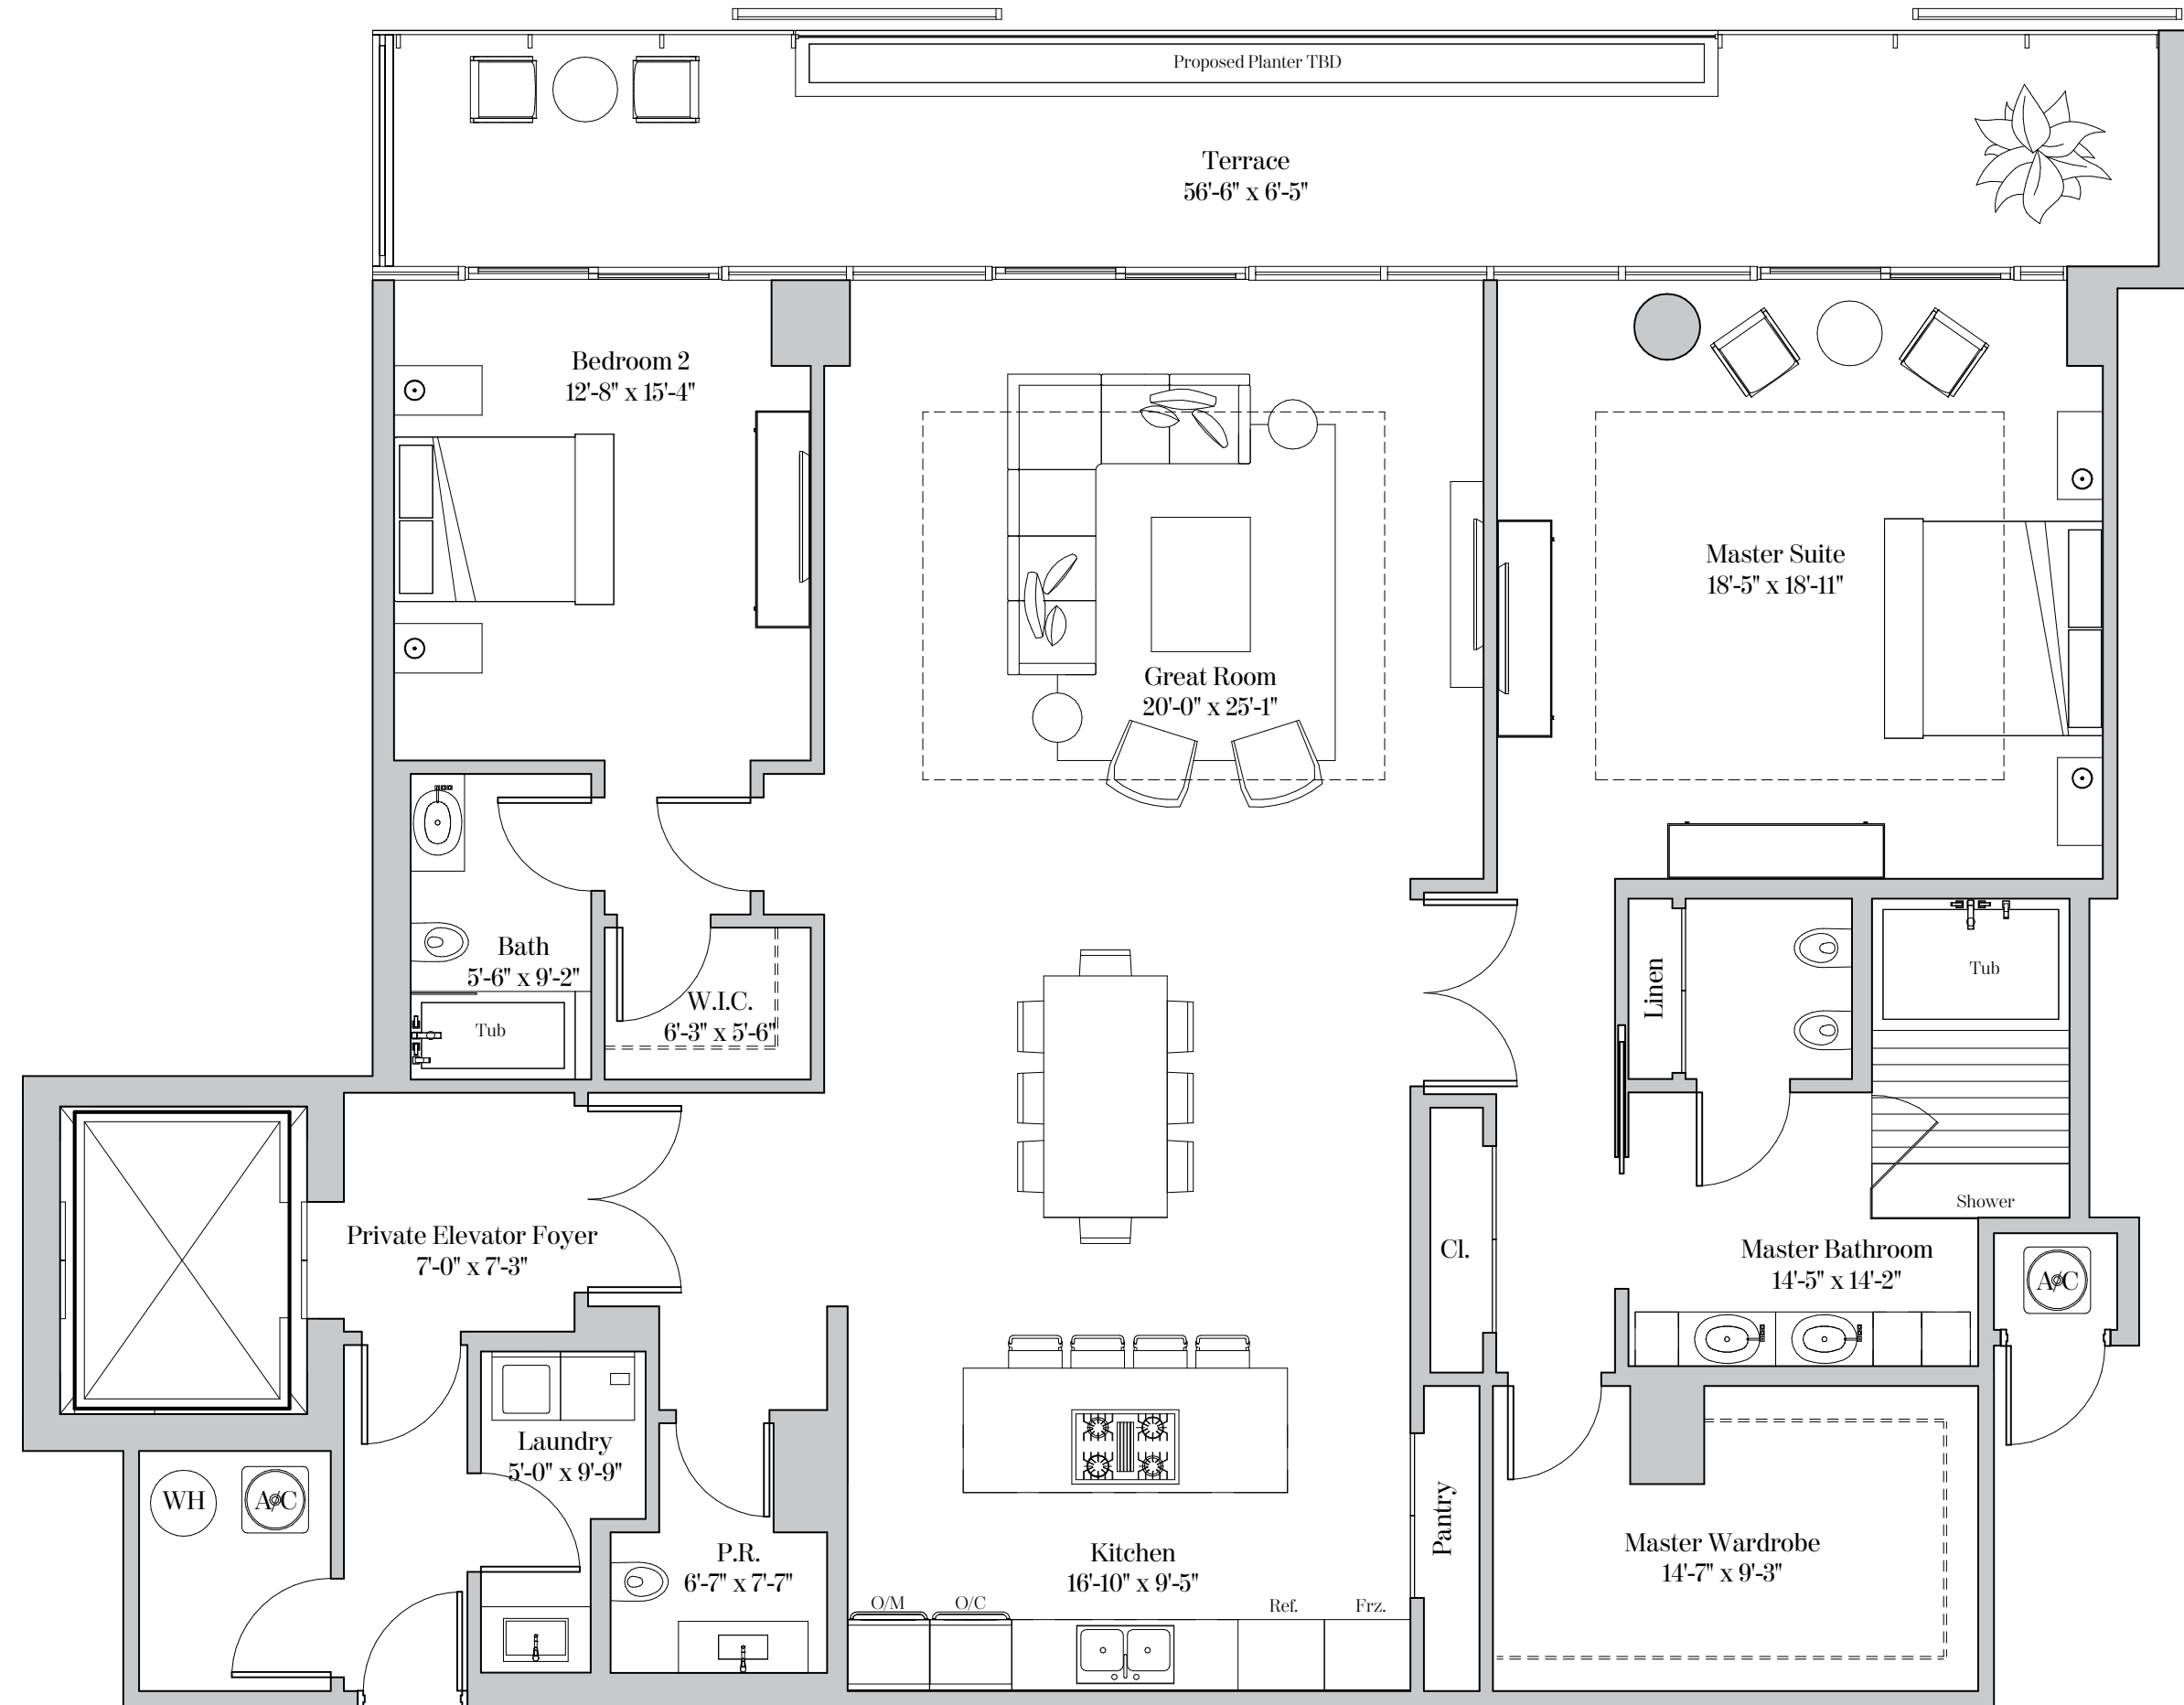 Proposed Planter TBD
Terrace
56'-6" x 6'-5"
Bedroom 2
12'-8" x 15'-4"
Master Suite
18'-5" x 18'-11"
Great Room
20'-0" x 25'-1"
Bath
5'-6" x 9'-2"
Tub
W.I.C.
6'-3" x 5'-6"
Linen
Tub
Shower
Private Elevator Foyer
7'-0" x 7'-3"
Cl.
Master Bathroom
14'-5" x 14'-2"
A/C
Laundry
5'-0" x 9'-9"
WH
A/C
P.R.
6'-7" x 7'-7"
Kitchen
16'-10" x 9'-5"
O/M
O/C
Ref.
Frz.
Pantry
Master Wardrobe
14'-7" x 9'-3"